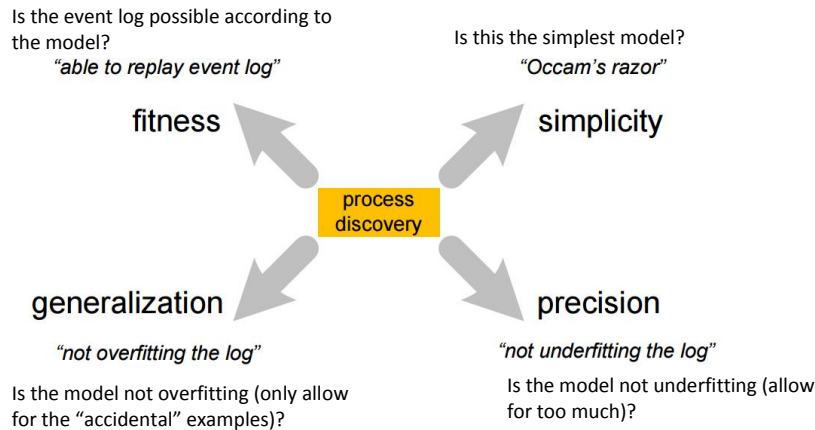 Is the event log possible according to
the model?
“able to replay event log”
fitness
Is this the simplest model?
“Occam’s razor”
simplicity
process
discovery
generalization
“not overfitting the log”
Is the model not overfitting (only allow
for the “accidental” examples)?
precision
“not underfitting the log”
Is the model not underfitting (allow
for too much)?